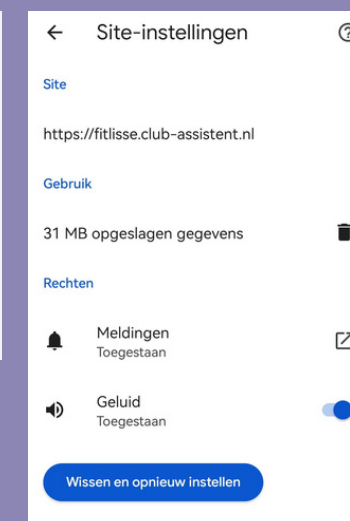 Site-instellingen
Site
https://fitlisse.club-assistent.nl
Gebruik
31 MB opgeslagen gegevens
Rechten
Meldingen
Toegestaan
Geluid
Toegestaan
Wissen en opnieuw instellen